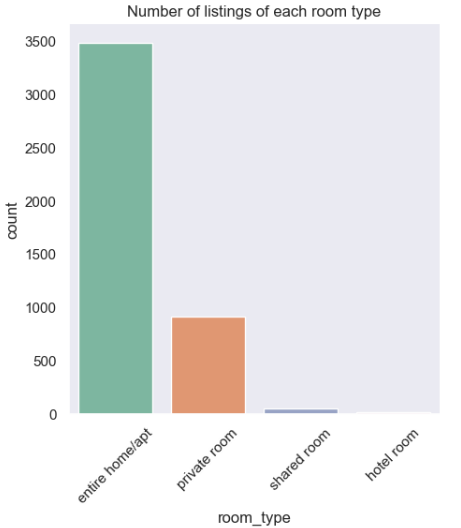 Number of listings of each room type
3500
3000
2500
2000
1500
1000
500
0
count
entire home/apt
private room
shared room
hotel room
room_type